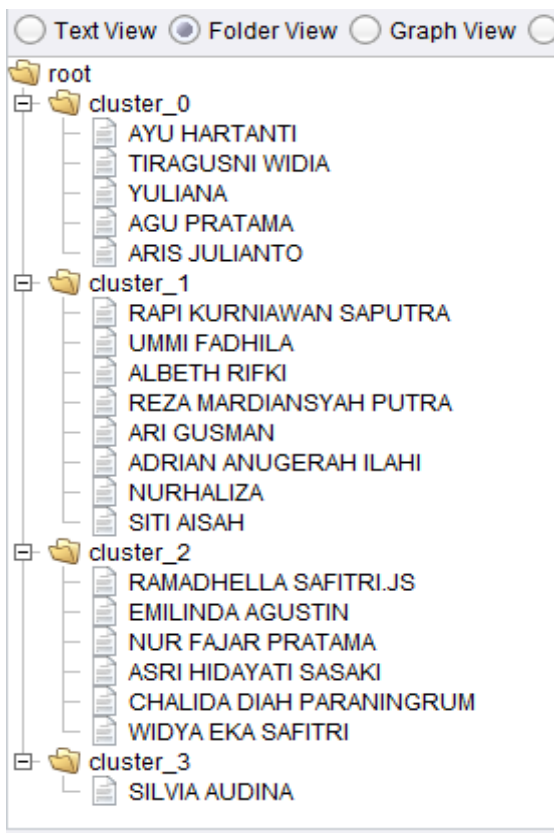 Text View Folder View Graph View
root
cluster_0
AYU HARTANTI
TIRAGUSNI WIDIA
YULIANA
AGU PRATAMA
ARIS JULIANTO
cluster_1
RAPI KURNIAWAN SAPUTRA
UMMI FADHILA
ALBETH RIFKI
REZA MARDIANSYAH PUTRA
ARI GUSMAN
ADRIAN ANUGERAH ILAHI
NURHALIZA
SITI AISAH
cluster_2
RAMADHELLA SAFITRI.JS
EMILINDA AGUSTIN
NUR FAJAR PRATAMA
ASRI HIDAYATI SASAKI
CHALIDA DIAH PARANINGRUM
WIDYA EKA SAFITRI
cluster_3
SILVIA AUDINA